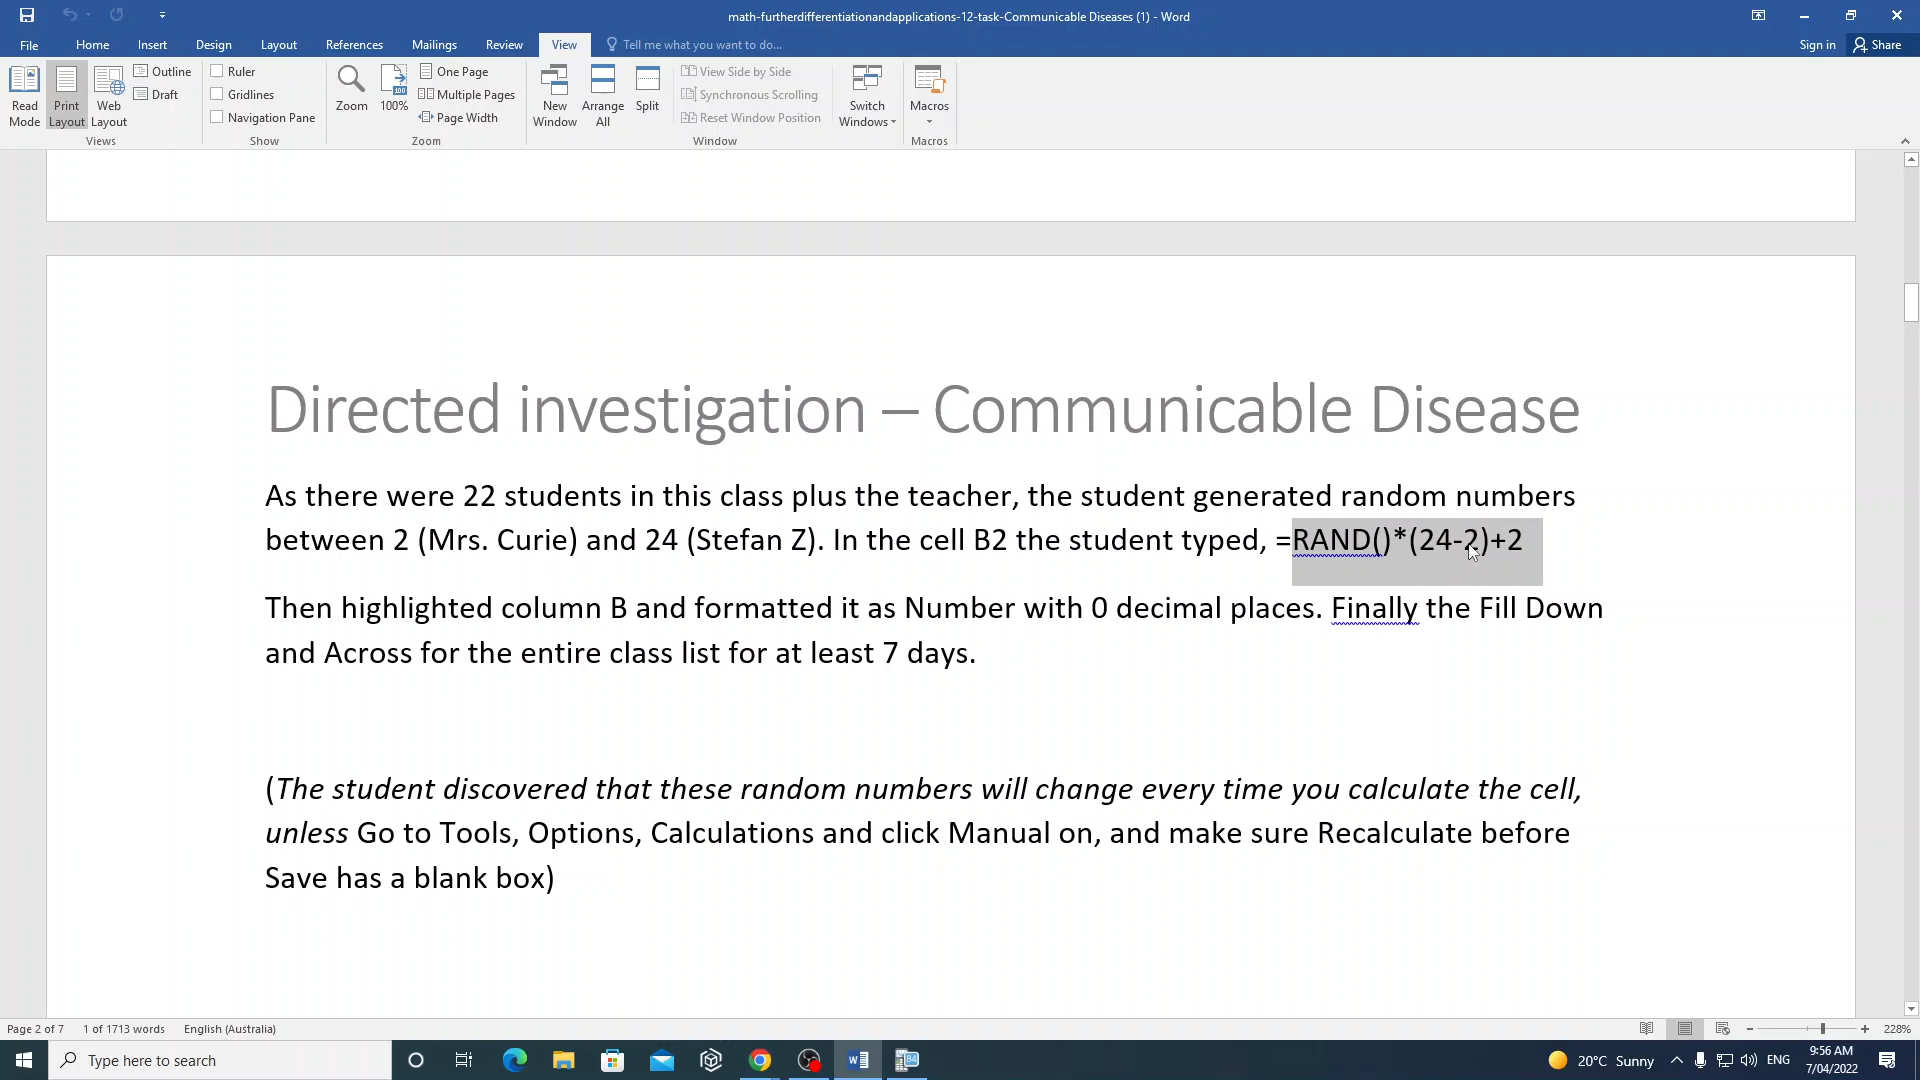 math-furtherdifferentiationandapplications-12-task-Communicable Diseases (1) - Word
File Home Insert Design Layout References Mailings Review View Tell me what you want to do... Sign in Share
Read Mode
Print Layout
Web Layout
Outline
Draft
Views
Ruler
Gridlines
Navigation Pane
Show
Zoom
100
100%
One Page
Multiple Pages
Page Width
Zoom
New Window
Arrange All
Split
View Side by Side
Synchronous Scrolling
Reset Window Position
Switch Windows
Window
Macros
Macros
Directed investigation – Communicable Disease
As there were 22 students in this class plus the teacher, the student generated random numbers
between 2 (Mrs. Curie) and 24 (Stefan Z). In the cell B2 the student typed, =RAND()*(24-2)+2
Then highlighted column B and formatted it as Number with 0 decimal places. Finally the Fill Down
and Across for the entire class list for at least 7 days.
(The student discovered that these random numbers will change every time you calculate the cell,
unless Go to Tools, Options, Calculations and click Manual on, and make sure Recalculate before
Save has a blank box)
Page 2 of 7 1 of 1713 words English (Australia) 228%
Type here to search 20°C Sunny ENG 9:56 AM
7/04/2022